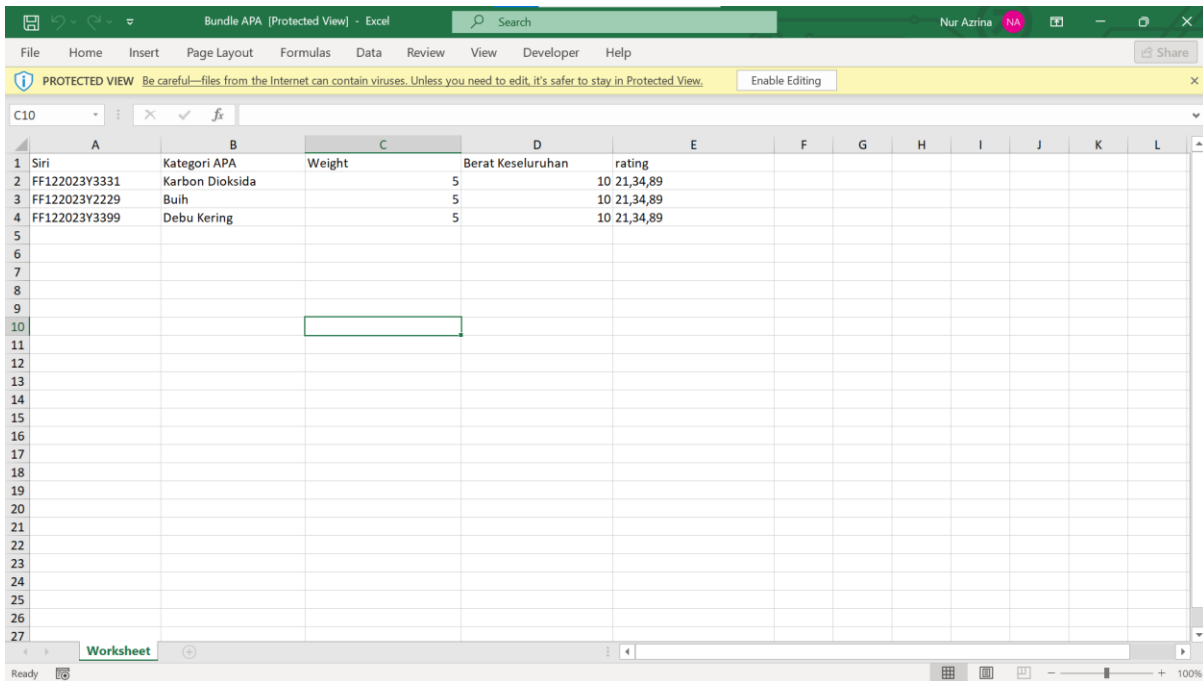 Bundle APA [Protected View] - Excel
Search
Nur Azrina NA
File Home Insert Page Layout Formulas Data Review View Developer Help
Share
PROTECTED VIEW Be careful—files from the Internet can contain viruses. Unless you need to edit, it's safer to stay in Protected View. Enable Editing
C10 fx
A B C D E F G H I J K L
1 Siri Kategori APA Weight Berat Keseluruhan rating
2 FF122023Y3331 Karbon Dioksida 5 10 21,34,89
3 FF122023Y2229 Buih 5 10 21,34,89
4 FF122023Y3399 Debu Kering 5 10 21,34,89
5
6
7
8
9
10
11
12
13
14
15
16
17
18
19
20
21
22
23
24
25
26
27
Worksheet
Ready 100%